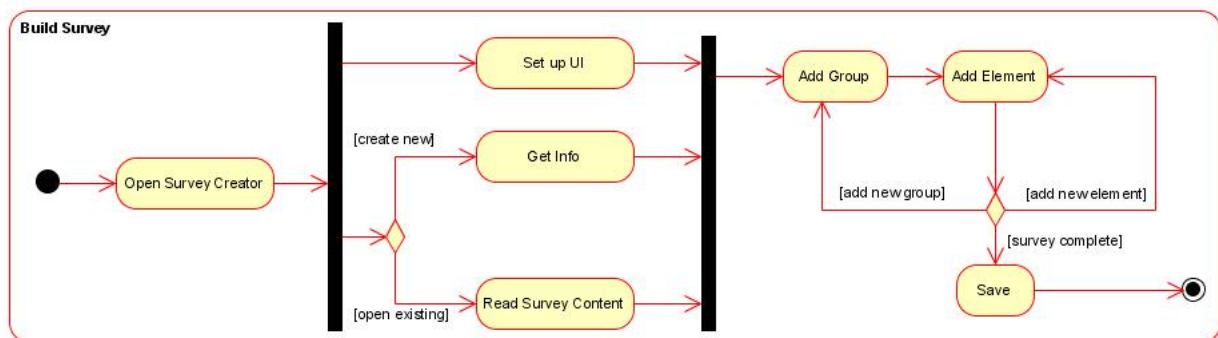 Build Survey
Set up UI
Add Group
Add Element
[create new]
Get Info
Open Survey Creator
[add new group]
[add new element]
[survey complete]
Read Survey Content
Save
[open existing]